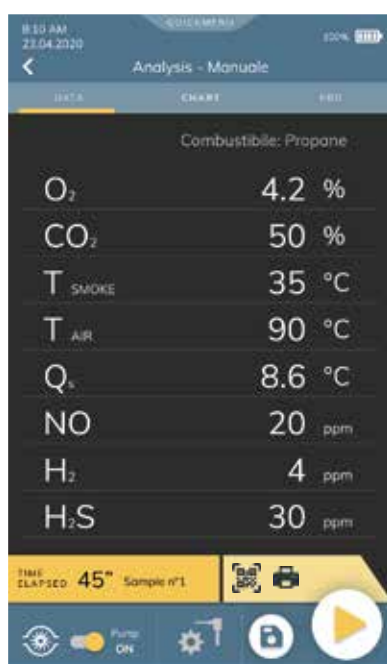 8:10 AM
QUICKMENU
100%
23.04.2020
Analysis - Manuale
DATA
CHART
Combustibile: Propane
O₂ 4.2 %
CO₂ 50 %
T SMOKE 35 °C
T AIR 90 °C
Qs 8.6 °C
NO 20 ppm
H₂ 4 ppm
H₂S 30 ppm
TIME ELAPSED 45" Sample n°1
Pump
ON